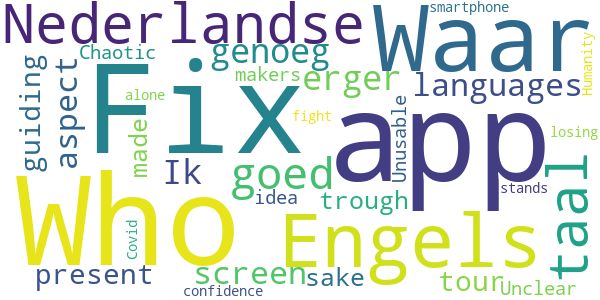 Nederlandse
Waar
smartphone
Chaotic
genoeg
Humanity
guiding
aspect
Fix
makers
erger
languages
alone
made
fight
app
Unusable
losing
Ik
goed
taal
Who
idea
trough
stands
Covid
Engels
present
screen
sake
tour
Unclear
confidence